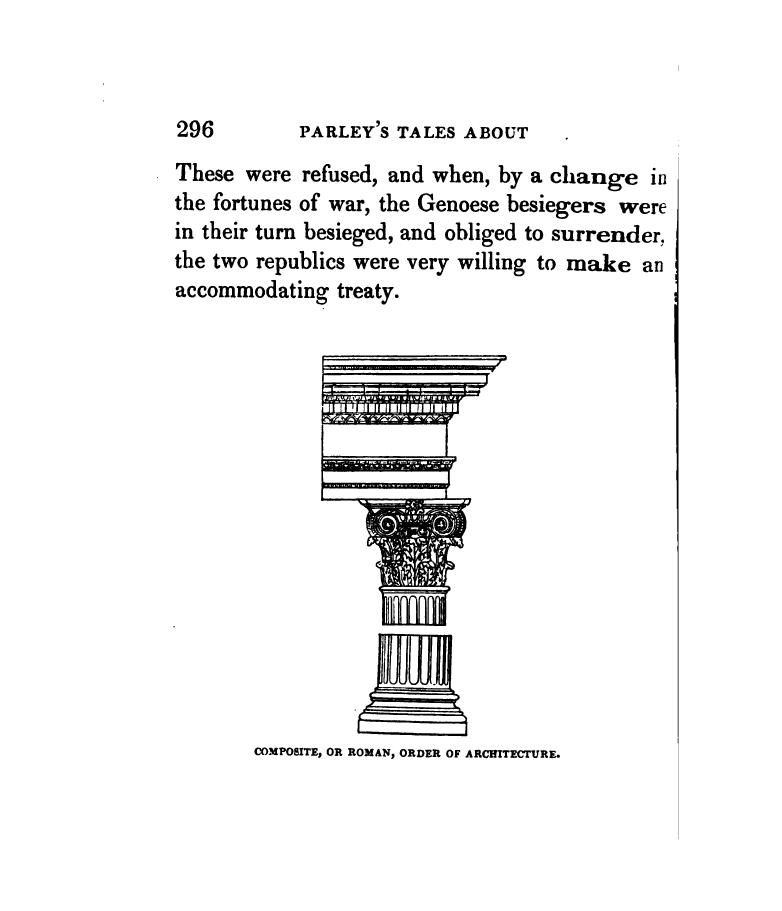 296 PARLEY'S TALES ABOUT
These were refused, and when, by a change in
the fortunes of war, the Genoese besiegers were
in their turn besieged, and obliged to surrender,
the two republics were very willing to make an
accommodating treaty.
COMPOSITE, OR ROMAN, ORDER OF ARCHITECTURE.